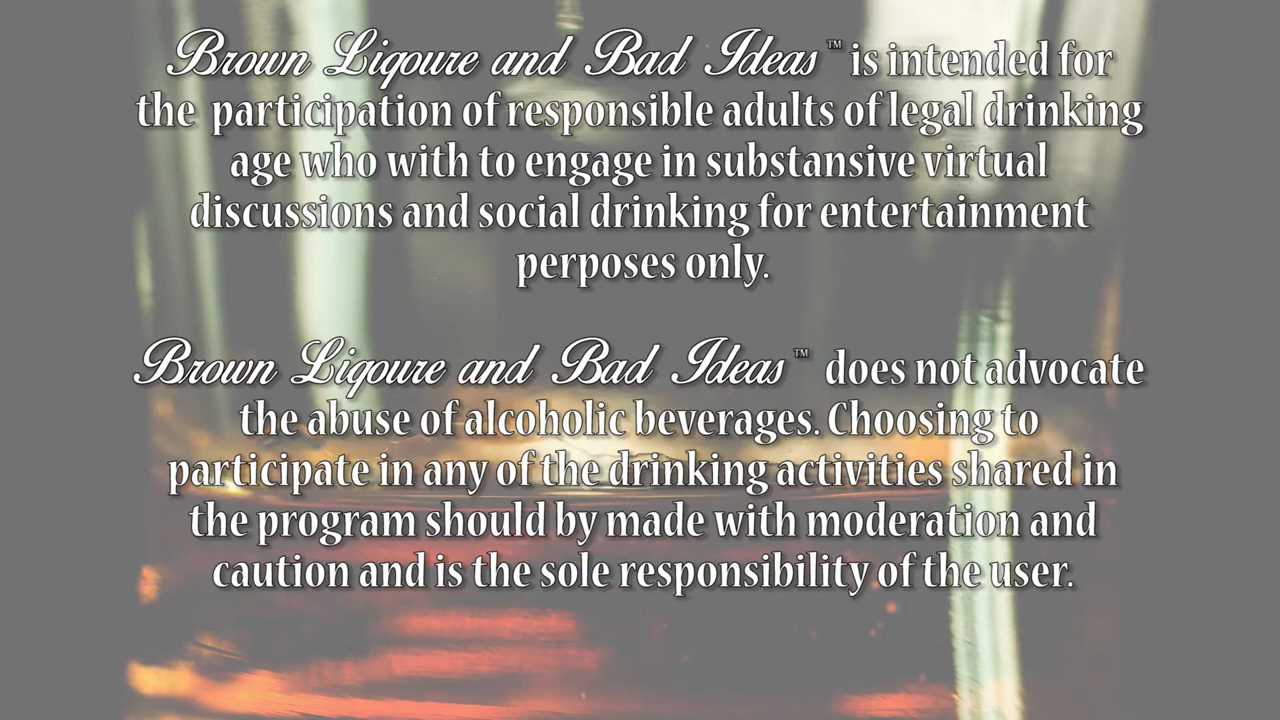 Brown Liqoure and Bad Ideas™ is intended for
the participation of responsible adults of legal drinking
age who with to engage in substansive virtual
discussions and social drinking for entertainment
perposes only.
Brown Liqoure and Bad Ideas™ does not advocate
the abuse of alcoholic beverages. Choosing to
participate in any of the drinking activities shared in
the program should by made with moderation and
caution and is the sole responsibility of the user.